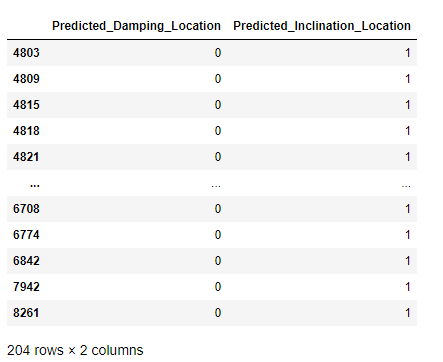 Predicted_Damping_Location Predicted_Inclination_Location
4803 0 1
4809 0 1
4815 0 1
4818 0 1
4821 0 1
... ... ...
6708 0 1
6774 0 1
6842 0 1
7942 0 1
8261 0 1
204 rows × 2 columns